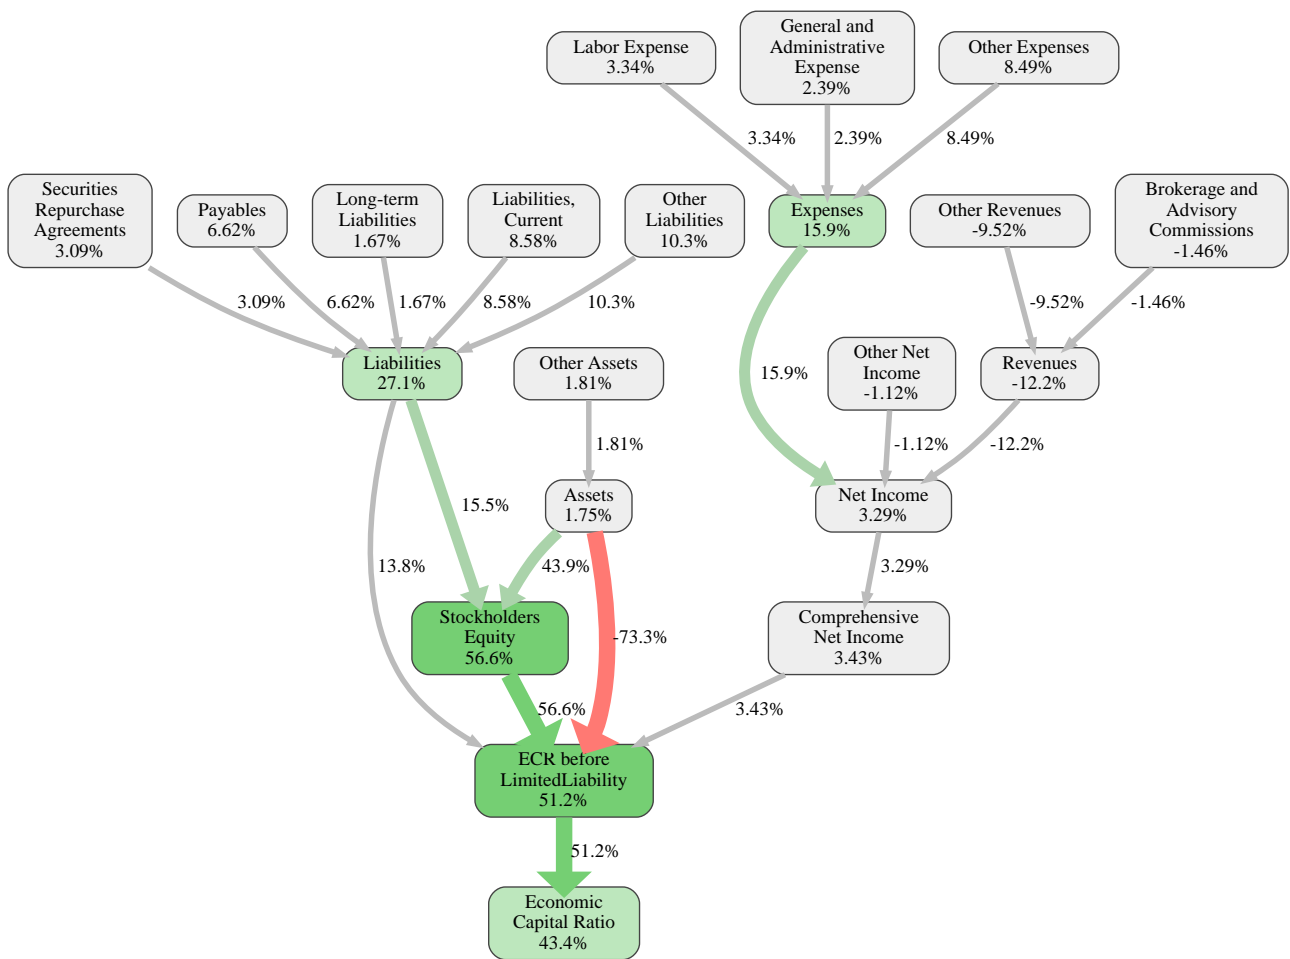 General and
Administrative
Expense
2.39%
Labor Expense
3.34%
Other Expenses
8.49%
3.34%
2.39%
8.49%
Securities
Repurchase
Agreements
3.09%
Payables
6.62%
Long-term
Liabilities
1.67%
Liabilities,
Current
8.58%
Other
Liabilities
10.3%
Expenses
15.9%
Other Revenues
-9.52%
Brokerage and
Advisory
Commissions
-1.46%
3.09%
6.62%
1.67%
8.58%
10.3%
-9.52%
-1.46%
Liabilities
27.1%
Other Assets
1.81%
15.9%
Other Net
Income
-1.12%
Revenues
-12.2%
1.81%
-1.12%
-12.2%
Assets
1.75%
Net Income
3.29%
15.5%
13.8%
43.9%
3.29%
Stockholders
Equity
56.6%
-73.3%
Comprehensive
Net Income
3.43%
56.6%
3.43%
ECR before
LimitedLiability
51.2%
51.2%
Economic
Capital Ratio
43.4%